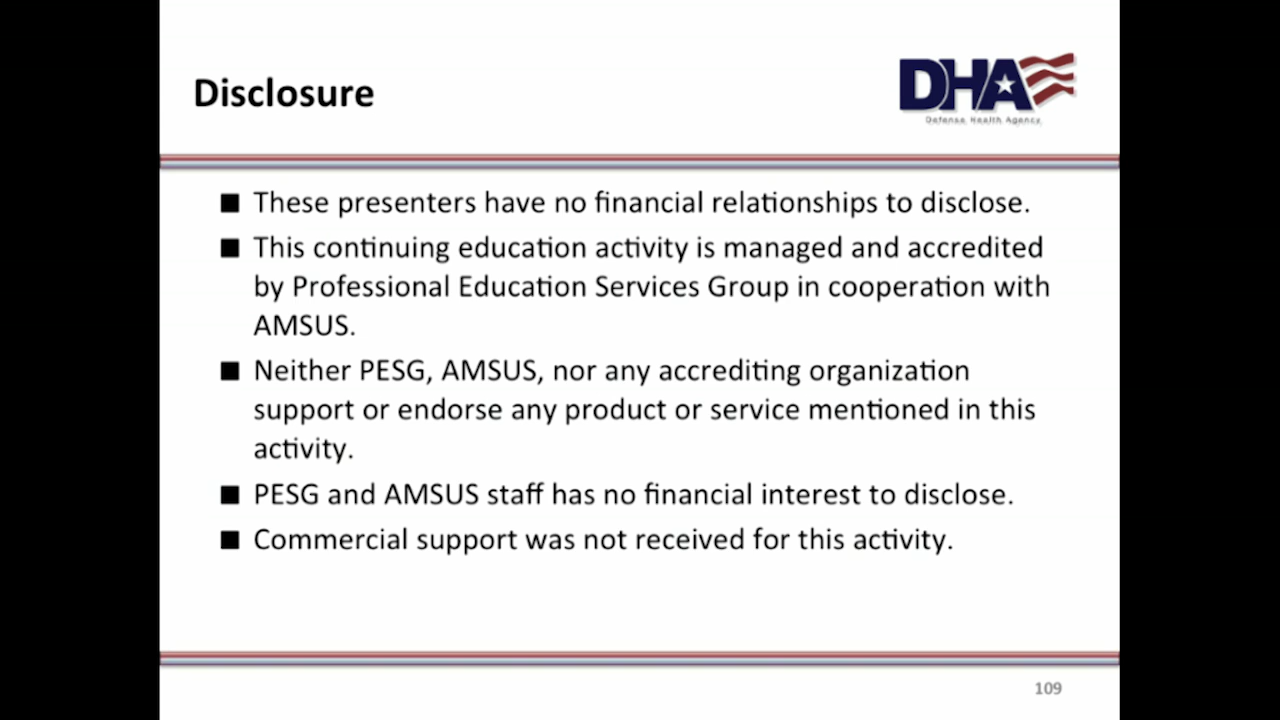 Disclosure
DHA
Defense Health Agency
■ These presenters have no financial relationships to disclose.
■ This continuing education activity is managed and accredited
by Professional Education Services Group in cooperation with
AMSUS.
■ Neither PESG, AMSUS, nor any accrediting organization
support or endorse any product or service mentioned in this
activity.
■ PESG and AMSUS staff has no financial interest to disclose.
■ Commercial support was not received for this activity.
109